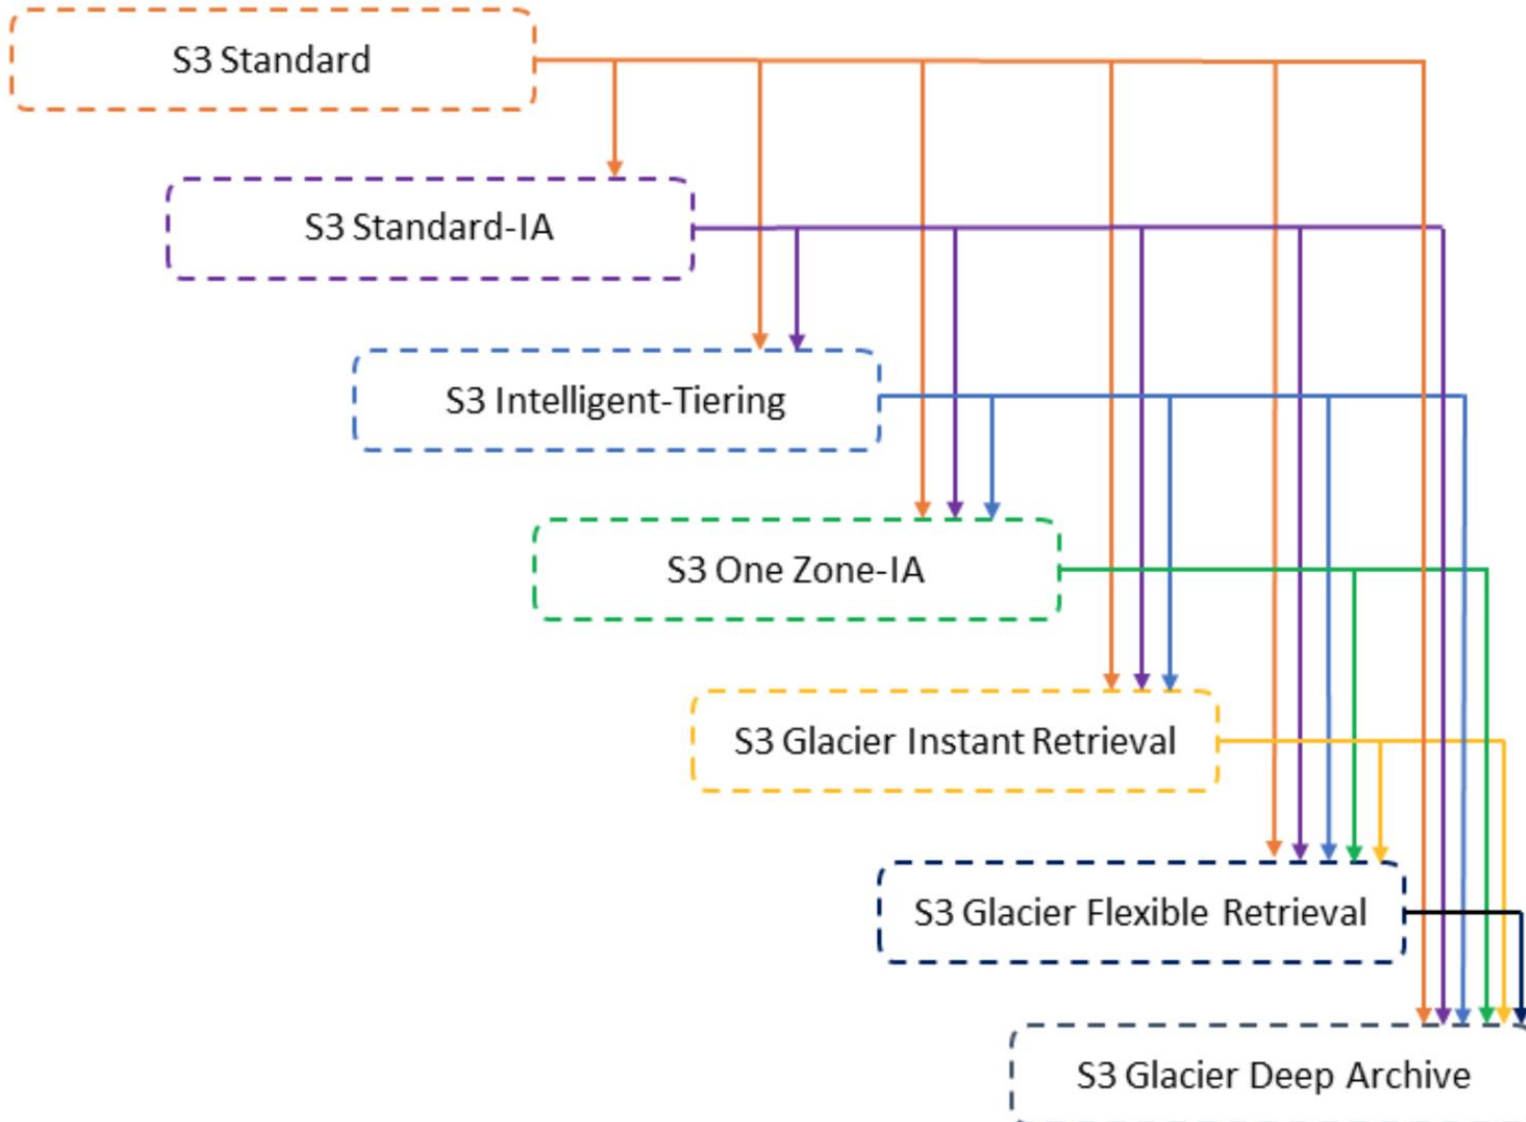 S3 Standard
S3 Standard-IA
S3 Intelligent-Tiering
S3 One Zone-IA
S3 Glacier Instant Retrieval
S3 Glacier Flexible Retrieval
S3 Glacier Deep Archive